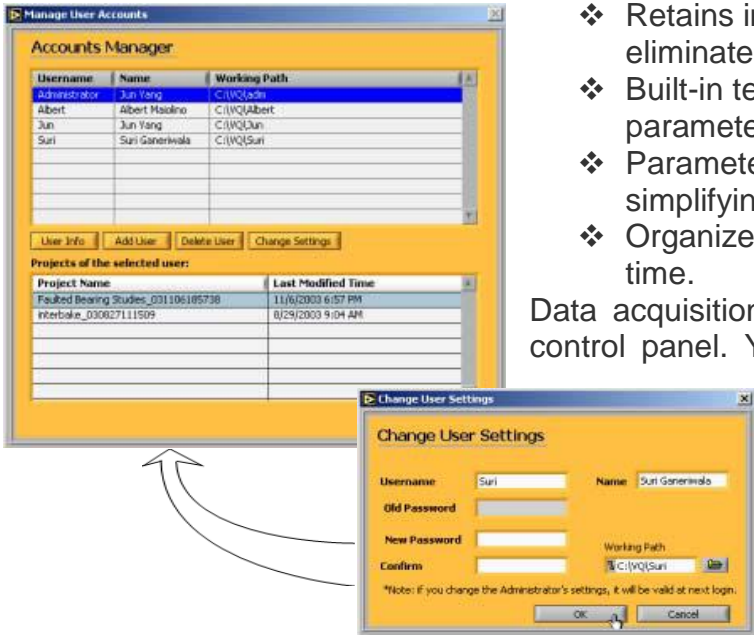 Manage User Accounts
Accounts Manager
Username Name Working Path
Administrator Jun Yang C:\VQ\adm
Albert Albert Maiolino C:\VQ\Albert
Jun Jun Yang C:\VQ\Jun
Suri Suri Ganeriwala C:\VQ\Suri
User Info Add User Delete User Change Settings
Projects of the selected user:
Project Name Last Modified Time
Faulted Bearing Studies_031106185738 11/6/2003 6:57 PM
interbake_030827111509 8/29/2003 9:04 AM
❖ Retains
eliminate
❖ Built-in
❖
simplifyin
❖ Organize
time.
Data acquisition
control panel.
Change User Settings
Change User Settings
Username Suri Name Suri Ganeriwala
Old Password
New Password
Working Path
Confirm C:\VQ\Suri
*Note: if you change the Administrator's settings, it will be valid at next login.
OK Cancel